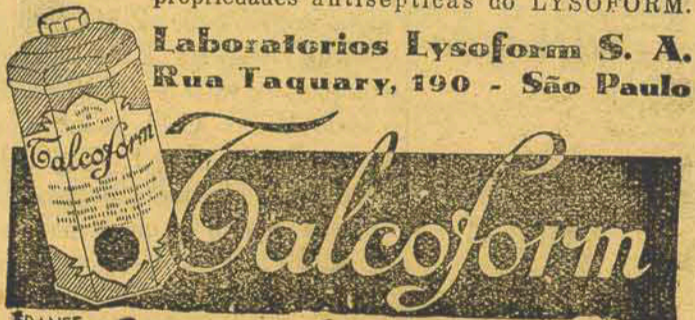 propriedades antisepticas do LYSOFORM.
Laboratorios Lysoform S. A.
Rua Taquary, 190 - São Paulo
Talcoform
Talcoform